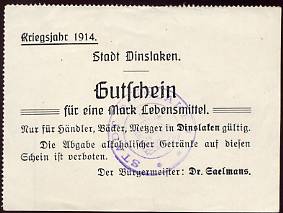 Kriegsjahr 1914.
Stadt Dinslaken.
Gutschein
für eine Mark Lebensmittel.
Nur für Händler, Bäcker, Metzger in Dinslaken gültig.
Die Abgabe alkoholischer Getränke auf diesen
Schein ist verboten.
Der Bürgermeister: Dr. Saelmans.